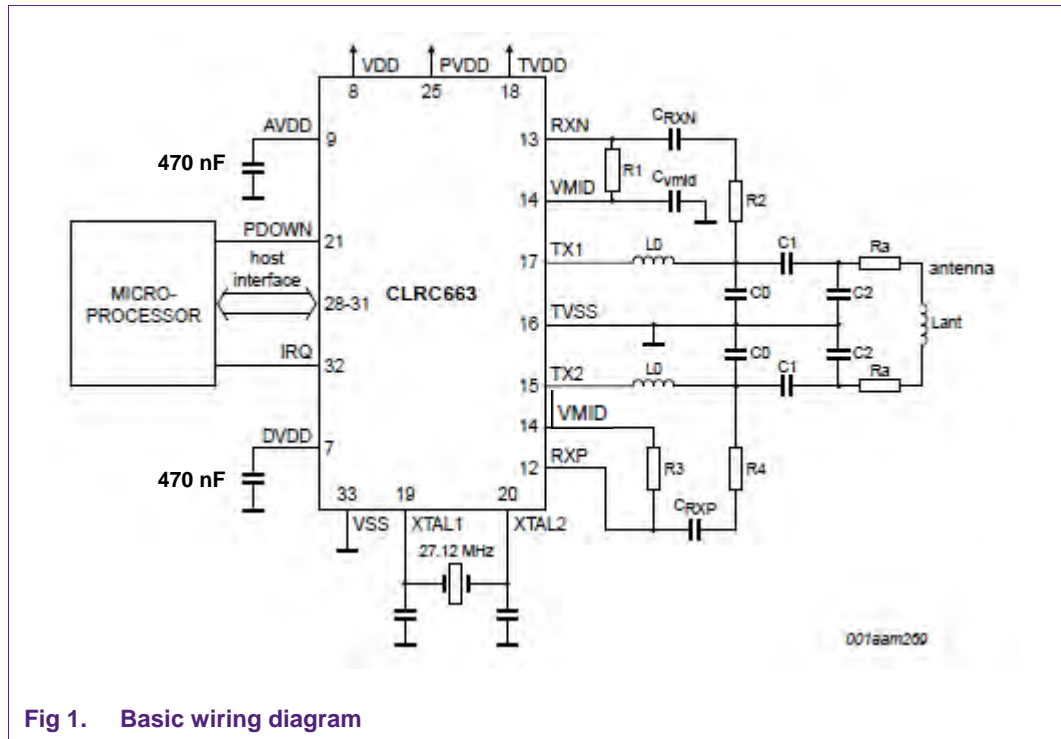 VDD PVDD TVDD
8 25 18
AVDD 9
470 nF
13 RXN
CRXN
R1
14 VMID
Cvmid
R2
PDOWN 21
host
interface
28-31
CLRC663
MICRO-
PROCESSOR
IRQ 32
17 TX1
L0
C1
Ra
antenna
C0
C2
16 TVSS
Lant
C0
C2
15 TX2
L0
C1
Ra
14 VMID
12 RXP
R3
R4
CRXP
DVDD 7
470 nF
33 19 20
VSS XTAL1 XTAL2
27.12 MHz
001aam269
Fig 1. Basic wiring diagram